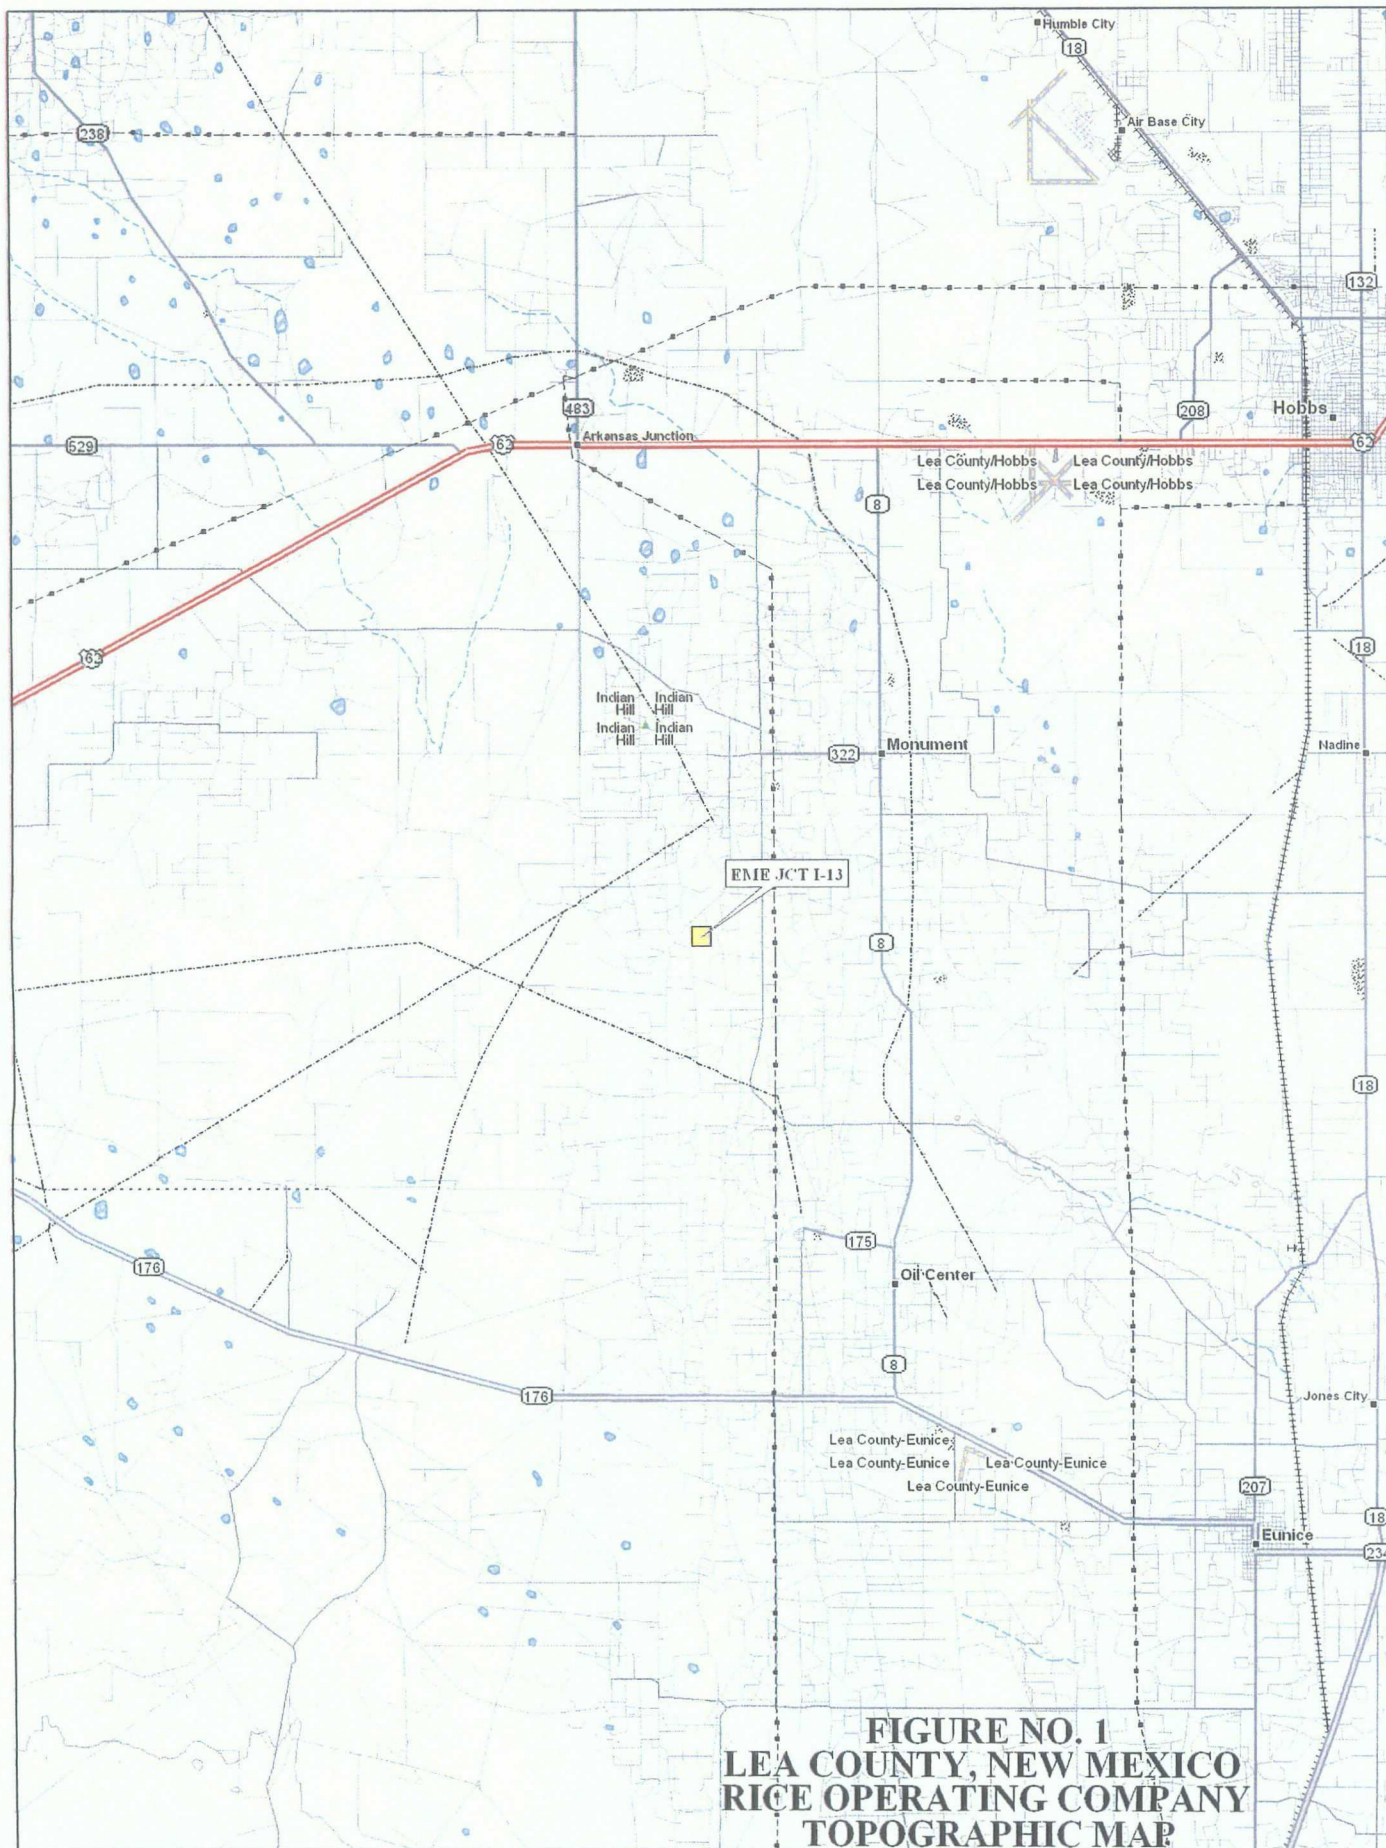 Humble City
18
Air Base City
238
132
483
208
Hobbs
529
62
Arkansas Junction
62
Lea County/Hobbs
Lea County/Hobbs
Lea County/Hobbs
Lea County/Hobbs
8
62
18
Indian Hill
Indian Hill
Indian Hill
Indian Hill
322
Monument
Nadine
EME JCT I-13
8
18
175
176
Oil Center
8
176
Jones City
Lea County-Eunice
Lea County-Eunice
Lea County-Eunice
Lea County-Eunice
207
18
Eunice
234
FIGURE NO. 1
LEA COUNTY, NEW MEXICO
RICE OPERATING COMPANY
TOPOGRAPHIC MAP